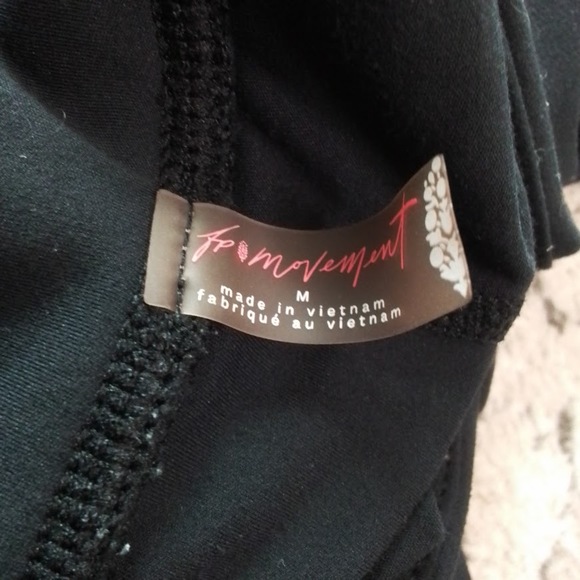 fp movement
M
made in vietnam
fabriqué au vietnam